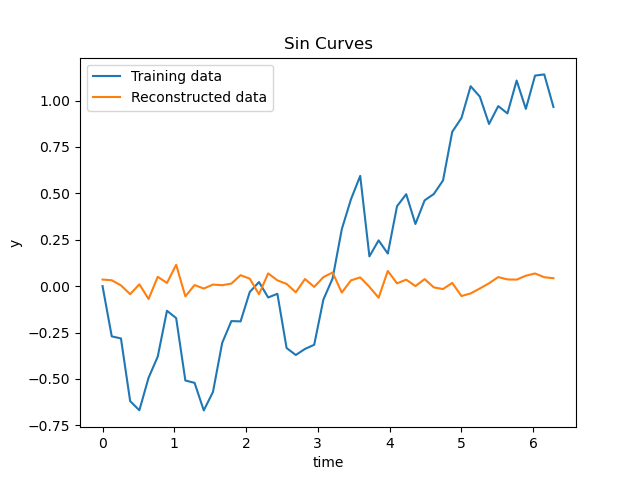 Sin Curves
Training data
Reconstructed data
1.00
0.75
0.50
0.25
0.00
−0.25
−0.50
−0.75
y
0 1 2 3 4 5 6
time